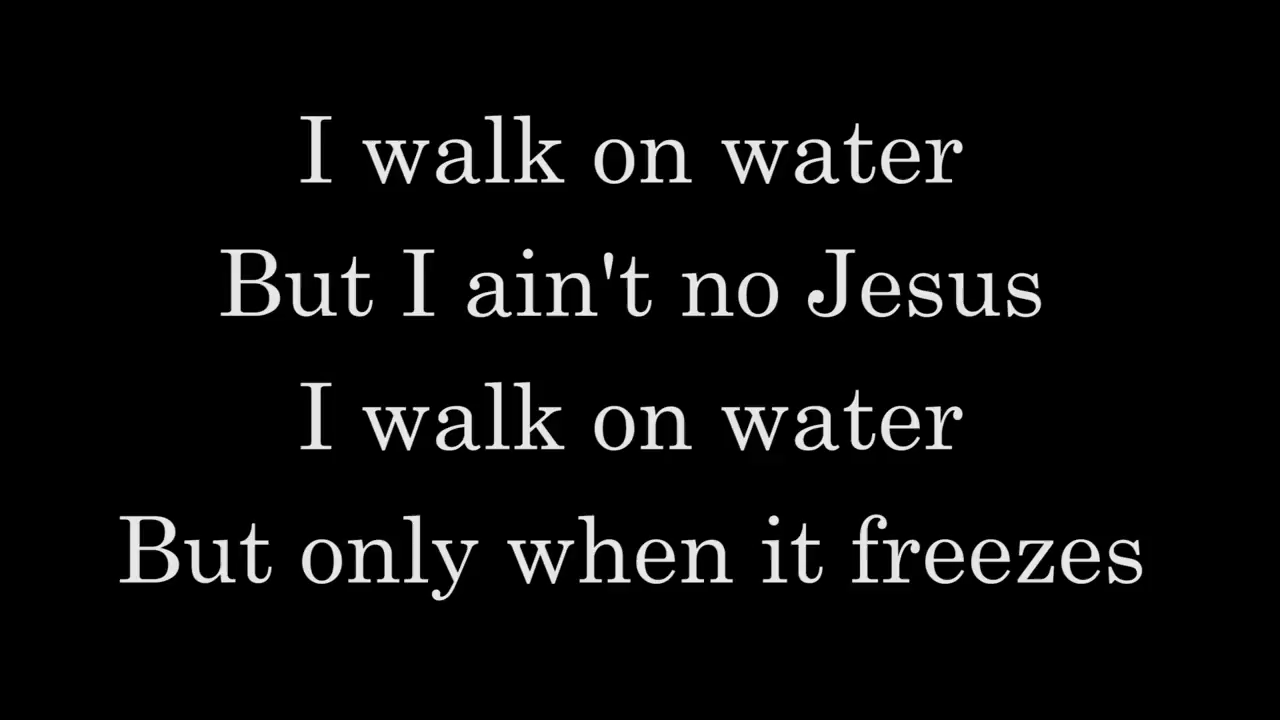 I walk on water
But I ain't no Jesus
I walk on water
But only when it freezes